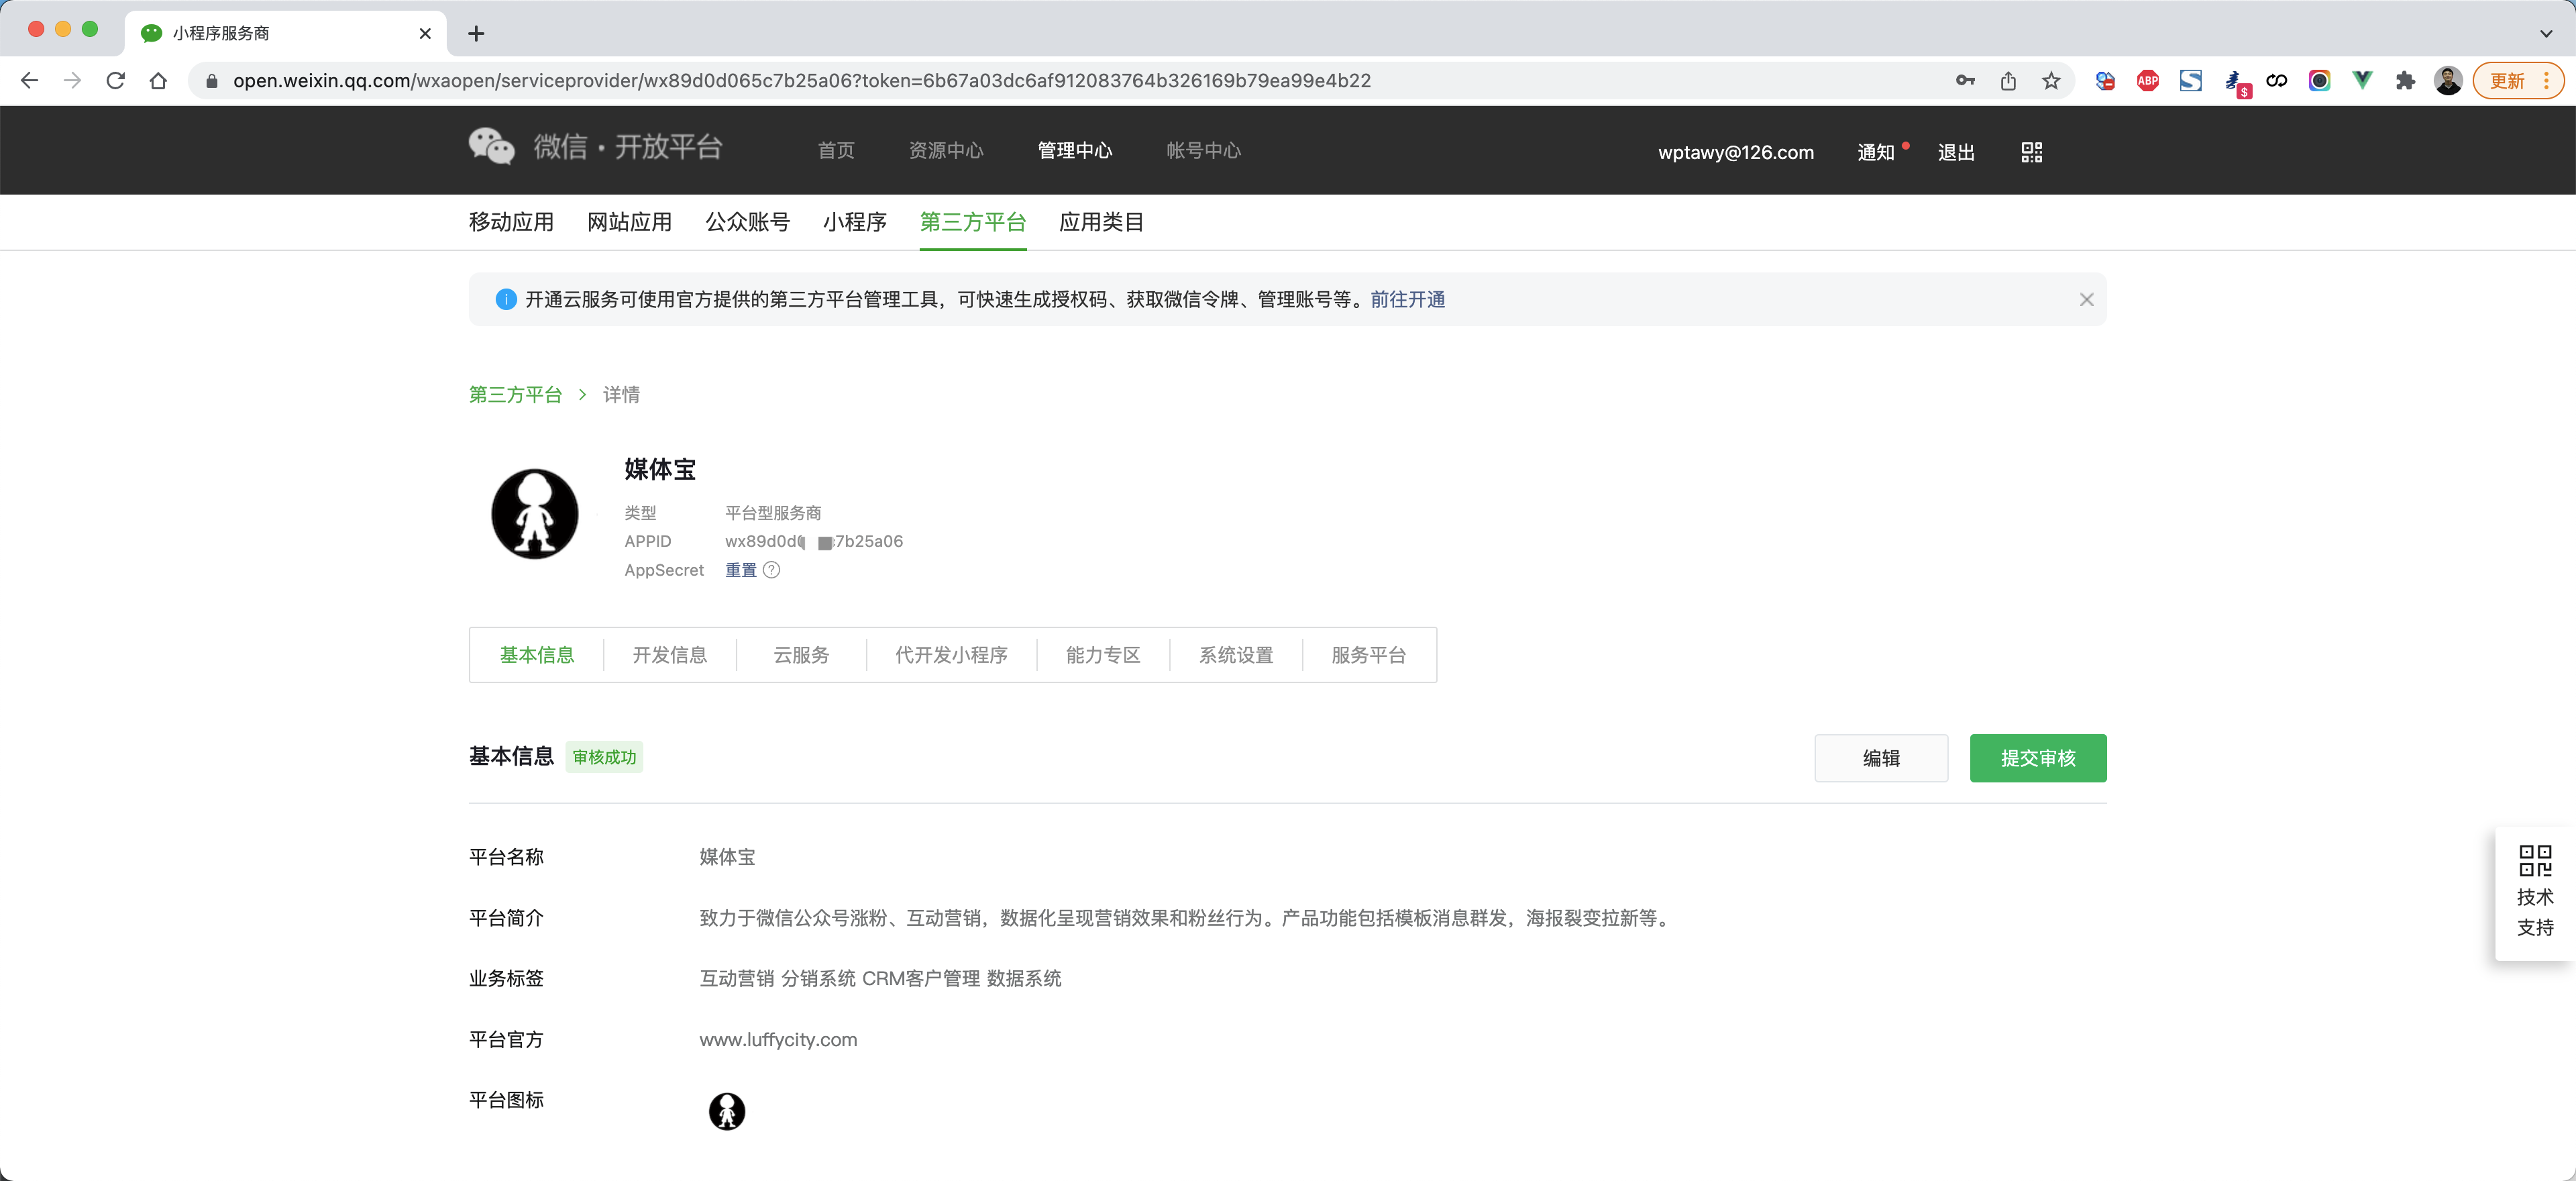 小程序服务商
open.weixin.qq.com/wxaopen/serviceprovider/wx89d0d065c7b25a06?token=6b67a03dc6af912083764b326169b79ea99e4b22
ABP
S
$
更新
微信·开放平台
首页 资源中心 管理中心 帐号中心
wptawy@126.com 通知 退出
移动应用 网站应用 公众账号 小程序 第三方平台 应用类目
开通云服务可使用官方提供的第三方平台管理工具，可快速生成授权码、获取微信令牌、管理账号等。前往开通
第三方平台 > 详情
媒体宝
类型 平台型服务商
APPID wx89d0d 7b25a06
AppSecret 重置 ?
基本信息 开发信息 云服务 代开发小程序 能力专区 系统设置 服务平台
基本信息 审核成功 编辑 提交审核
平台名称 媒体宝
平台简介 致力于微信公众号涨粉、互动营销，数据化呈现营销效果和粉丝行为。产品功能包括模板消息群发，海报裂变拉新等。
业务标签 互动营销 分销系统 CRM客户管理 数据系统
平台官方 www.luffycity.com
平台图标
技术
支持